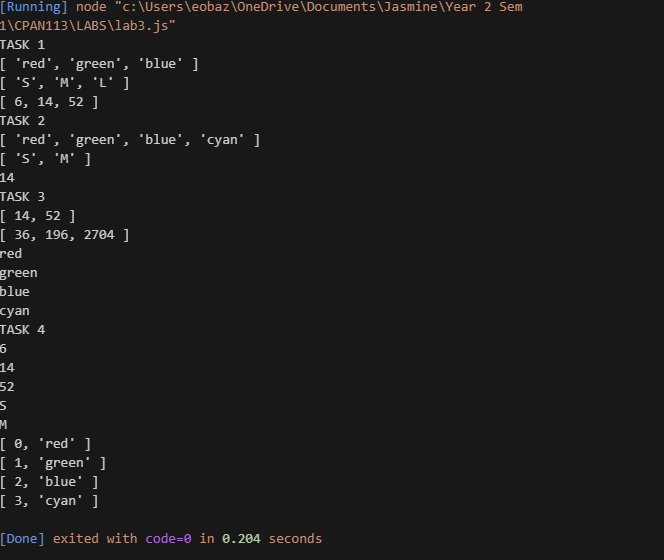 [Running] node "c:\Users\eobaz\OneDrive\Documents\Jasmine\Year 2 Sem
1\CPAN113\LABS\lab3.js"
TASK 1
[ 'red', 'green', 'blue' ]
[ 'S', 'M', 'L' ]
[ 6, 14, 52 ]
TASK 2
[ 'red', 'green', 'blue', 'cyan' ]
[ 'S', 'M' ]
14
TASK 3
[ 14, 52 ]
[ 36, 196, 2704 ]
red
green
blue
cyan
TASK 4
6
14
52
S
M
[ 0, 'red' ]
[ 1, 'green' ]
[ 2, 'blue' ]
[ 3, 'cyan' ]
[Done] exited with code=0 in 0.204 seconds